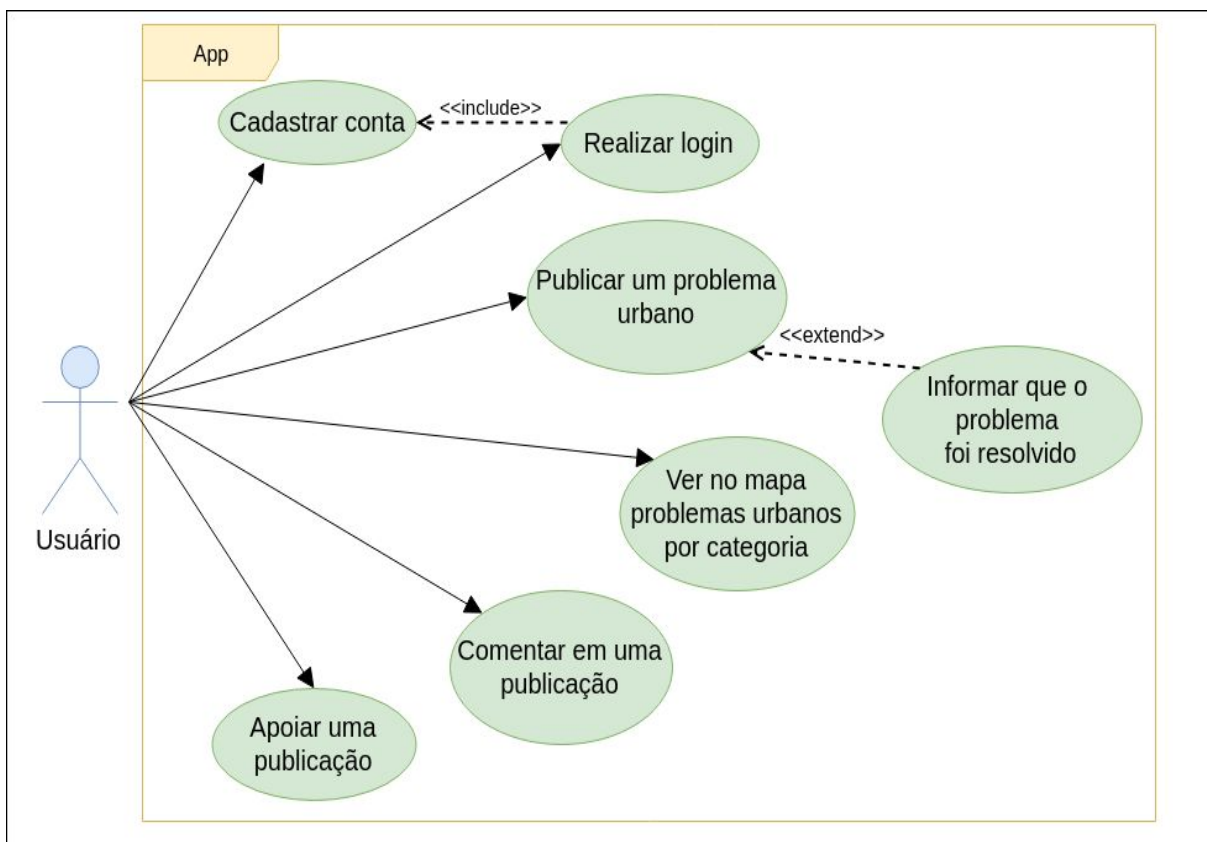 App
Cadastrar conta
<<include>>
Realizar login
Publicar um problema
urbano
<<extend>>
Informar que o
problema
foi resolvido
Ver no mapa
problemas urbanos
por categoria
Usuário
Comentar em uma
publicação
Apoiar uma
publicação